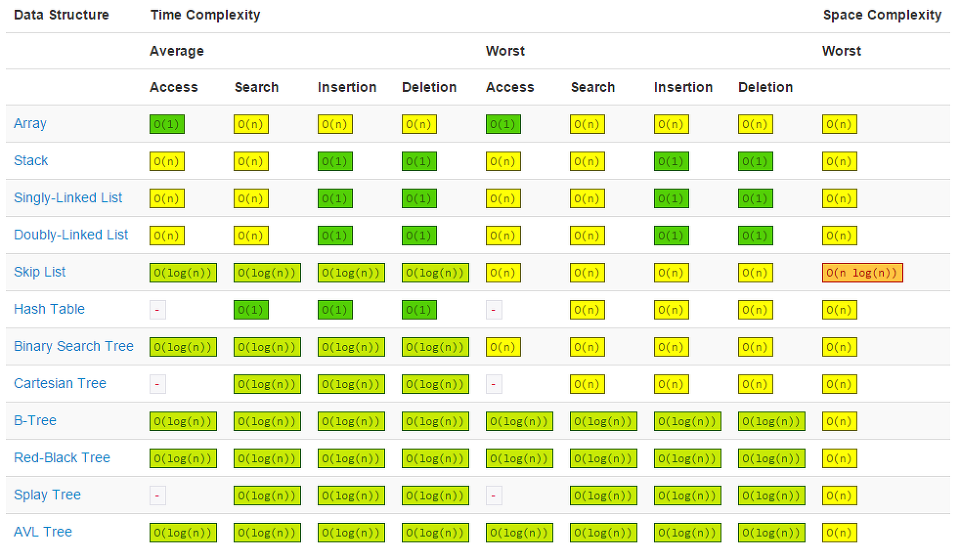 Data Structure Time Complexity Space Complexity
Average Worst Worst
Access Search Insertion Deletion Access Search Insertion Deletion
Array O(1) O(n) O(n) O(n) O(1) O(n) O(n) O(n) O(n)
Stack O(n) O(n) O(1) O(1) O(n) O(n) O(1) O(1) O(n)
Singly-Linked List O(n) O(n) O(1) O(1) O(n) O(n) O(1) O(1) O(n)
Doubly-Linked List O(n) O(n) O(1) O(1) O(n) O(n) O(1) O(1) O(n)
Skip List O(log(n)) O(log(n)) O(log(n)) O(log(n)) O(n) O(n) O(n) O(n) O(n log(n))
Hash Table - O(1) O(1) O(1) - O(n) O(n) O(n) O(n)
Binary Search Tree O(log(n)) O(log(n)) O(log(n)) O(log(n)) O(n) O(n) O(n) O(n) O(n)
Cartesian Tree - O(log(n)) O(log(n)) O(log(n)) - O(n) O(n) O(n) O(n)
B-Tree O(log(n)) O(log(n)) O(log(n)) O(log(n)) O(log(n)) O(log(n)) O(log(n)) O(log(n)) O(n)
Red-Black Tree O(log(n)) O(log(n)) O(log(n)) O(log(n)) O(log(n)) O(log(n)) O(log(n)) O(log(n)) O(n)
Splay Tree - O(log(n)) O(log(n)) O(log(n)) - O(log(n)) O(log(n)) O(log(n)) O(n)
AVL Tree O(log(n)) O(log(n)) O(log(n)) O(log(n)) O(log(n)) O(log(n)) O(log(n)) O(log(n)) O(n)